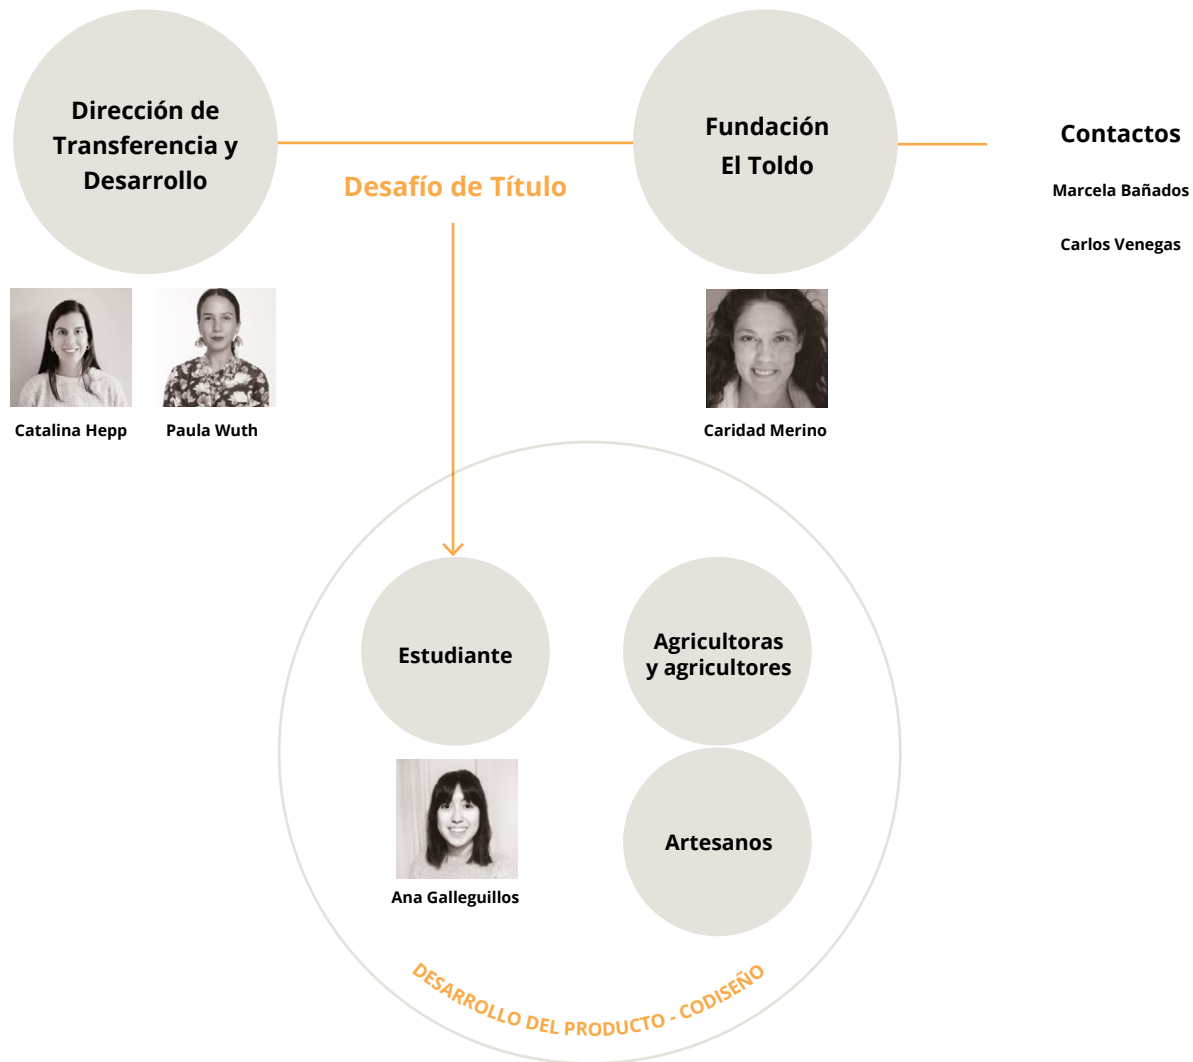 Dirección de
Transferencia y
Desarrollo
Desafío de Título
Fundación
El Toldo
Contactos
Marcela Bañados
Carlos Venegas
Catalina Hepp
Paula Wuth
Caridad Merino
Estudiante
Agricultoras
y agricultores
Ana Galleguillos
Artesanos
DESARROLLO DEL PRODUCTO - CODISEÑO